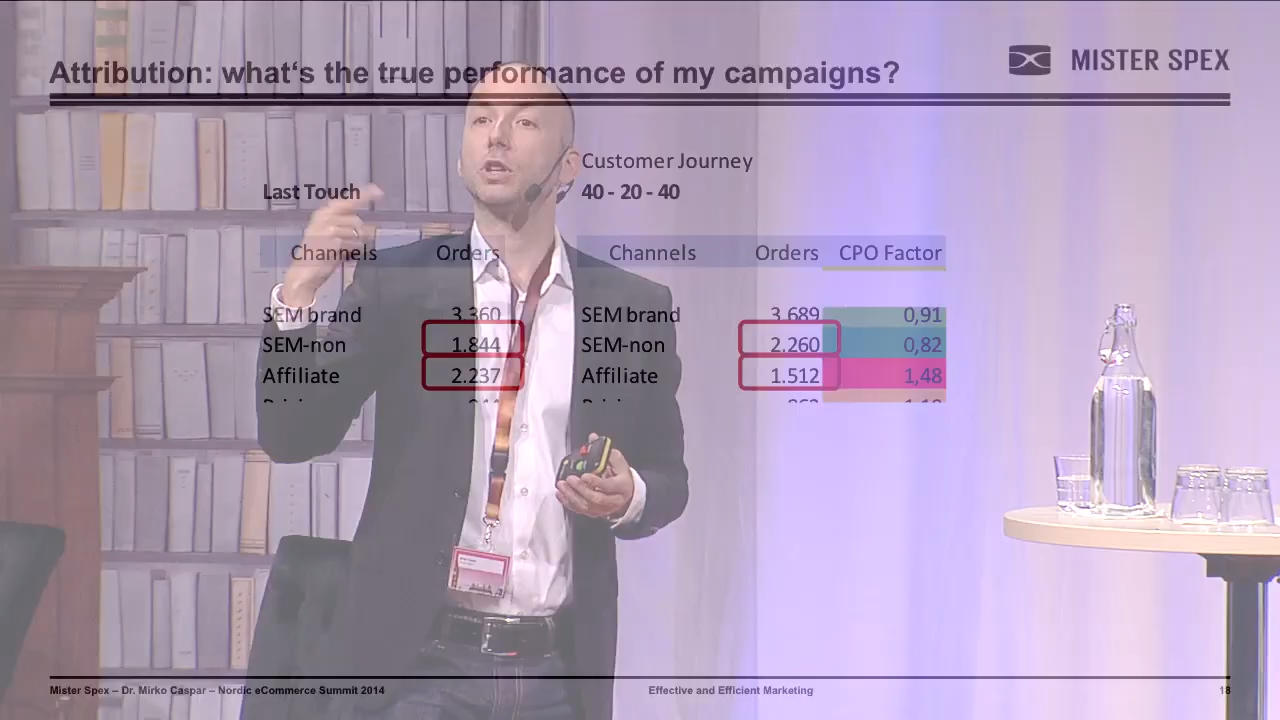 Attribution: what's the true performance of my campaigns?
MISTER SPEX
Customer Journey
Last Touch 40 - 20 - 40
Channels Orders Channels Orders CPO Factor
SEM brand 3.360 SEM brand 3.689 0,91
SEM-non 1.844 SEM-non 2.260 0,82
Affiliate 2.237 Affiliate 1.512 1,48
Mister Spex – Dr. Mirko Caspar – Nordic eCommerce Summit 2014 Effective and Efficient Marketing 18